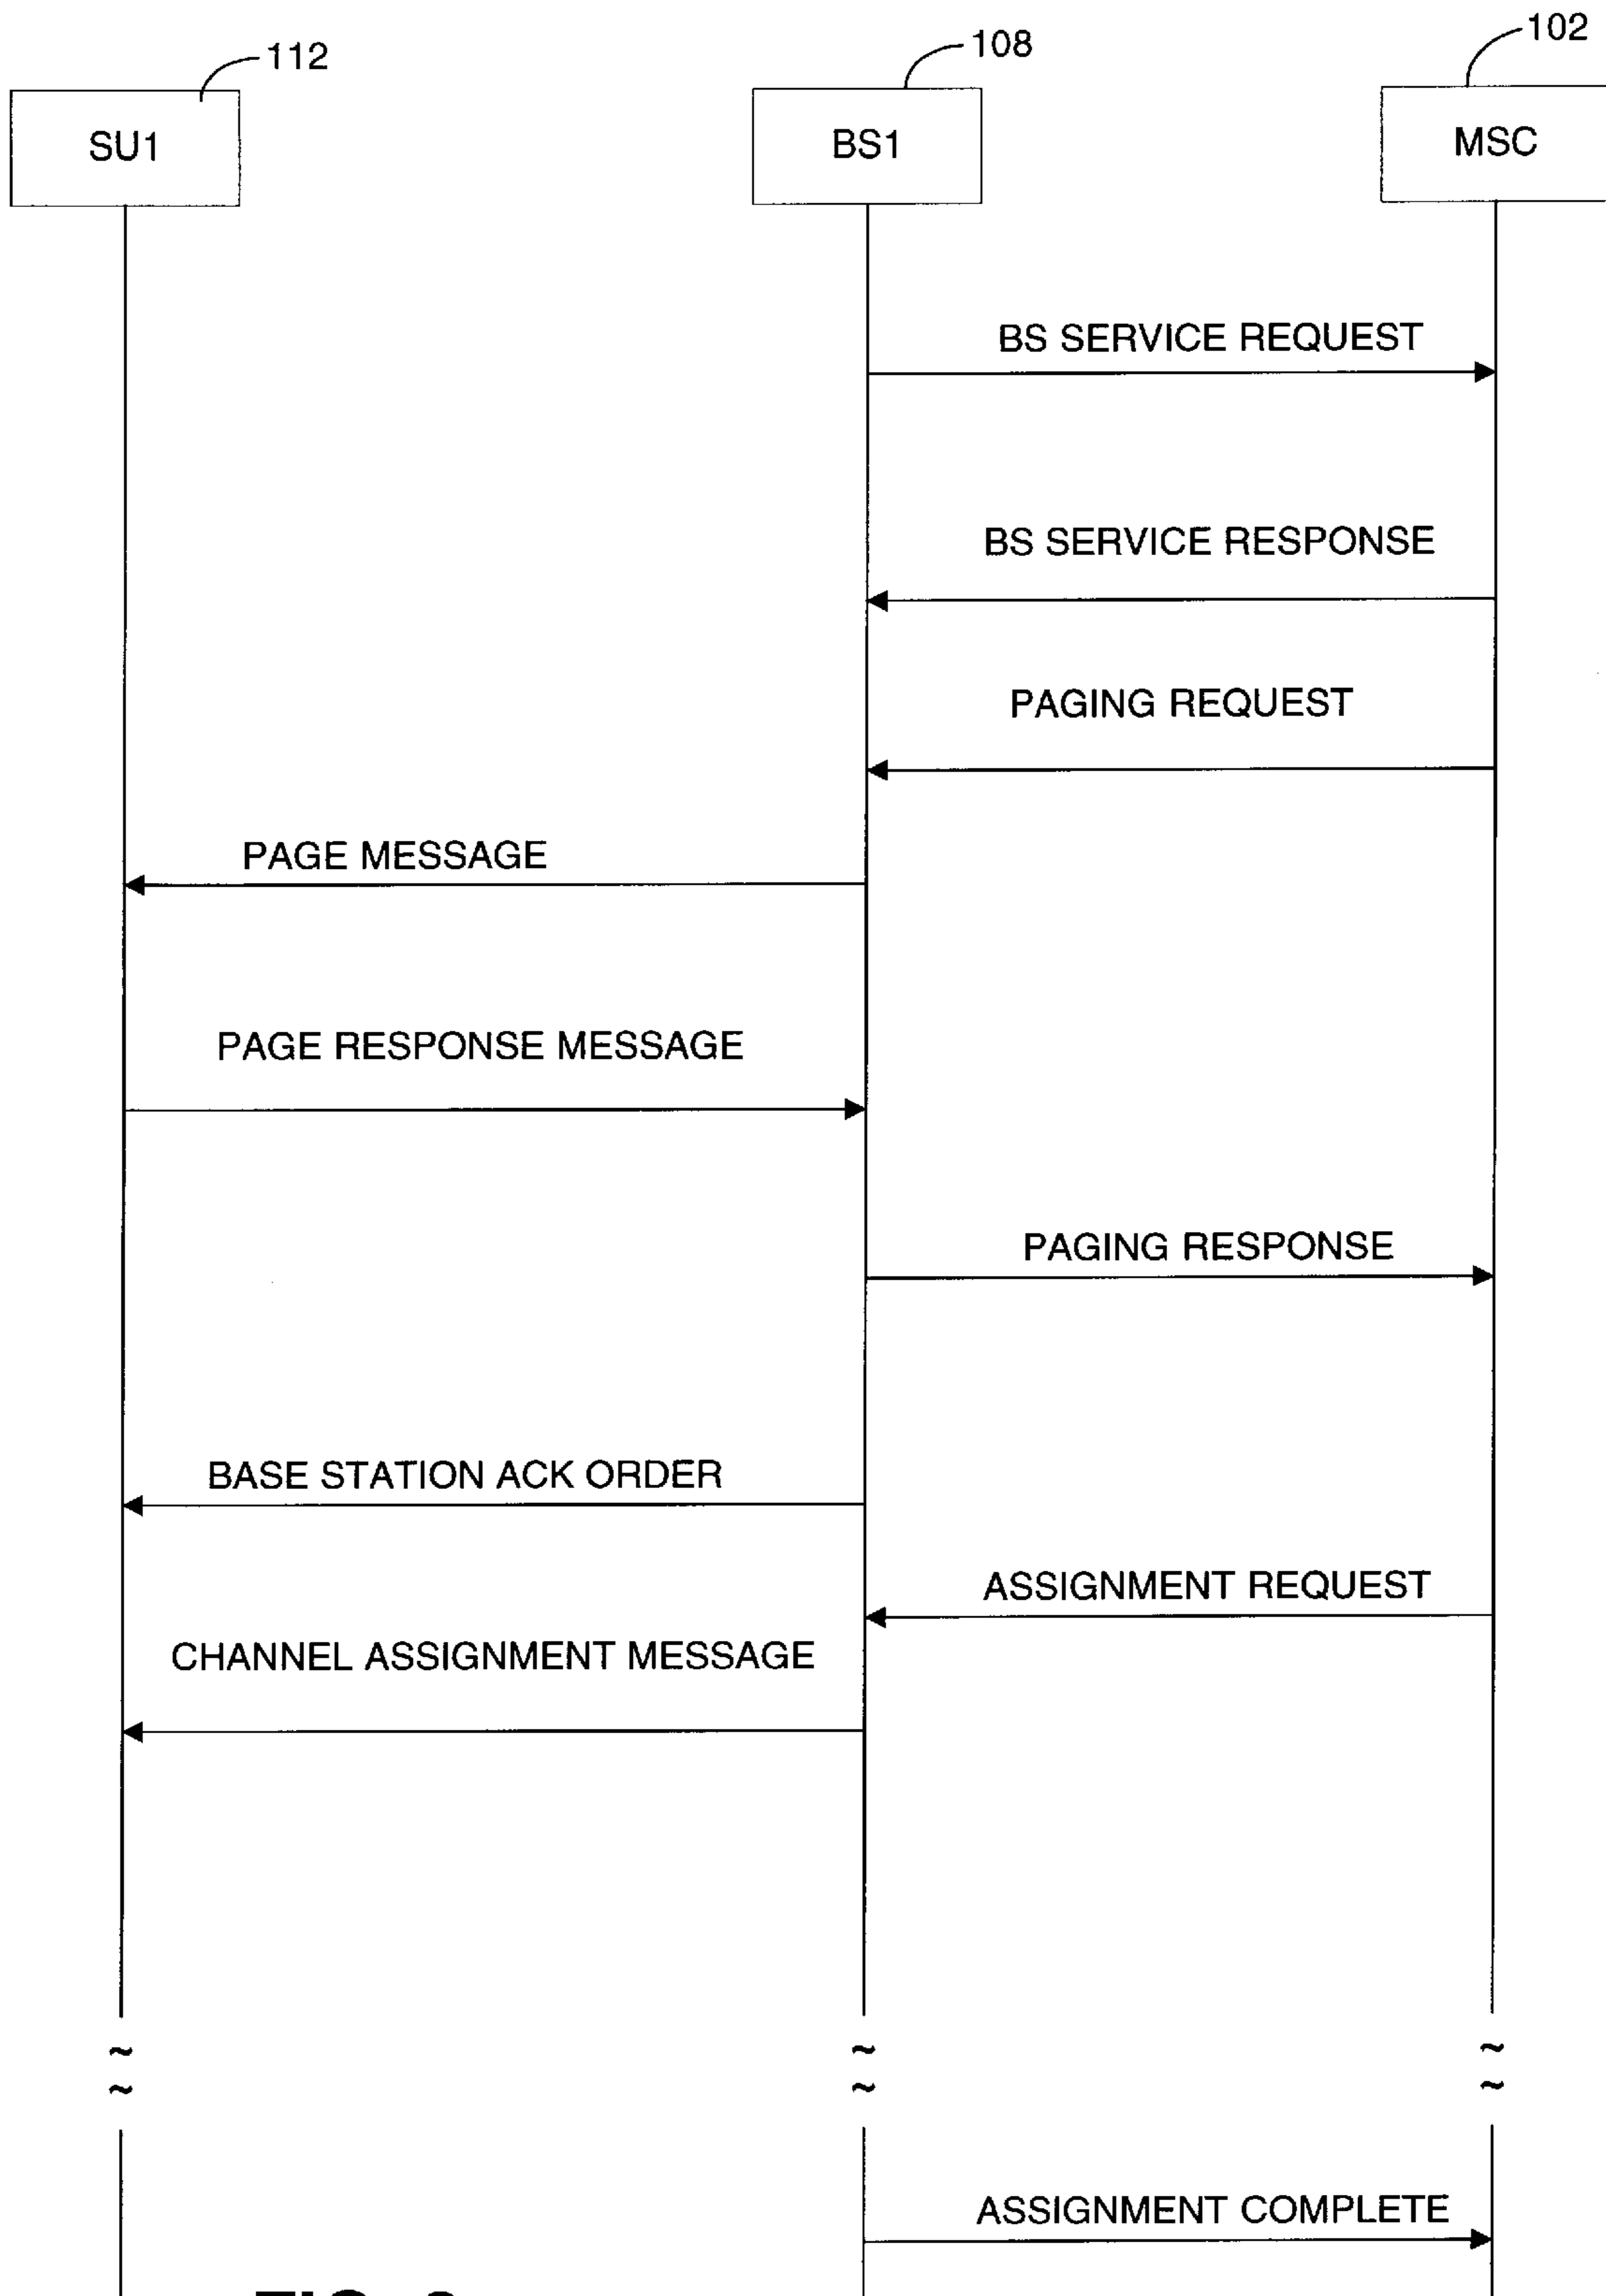 112
108
102
SU1
BS1
MSC
BS SERVICE REQUEST
BS SERVICE RESPONSE
PAGING REQUEST
PAGE MESSAGE
PAGE RESPONSE MESSAGE
PAGING RESPONSE
BASE STATION ACK ORDER
ASSIGNMENT REQUEST
CHANNEL ASSIGNMENT MESSAGE
ASSIGNMENT COMPLETE